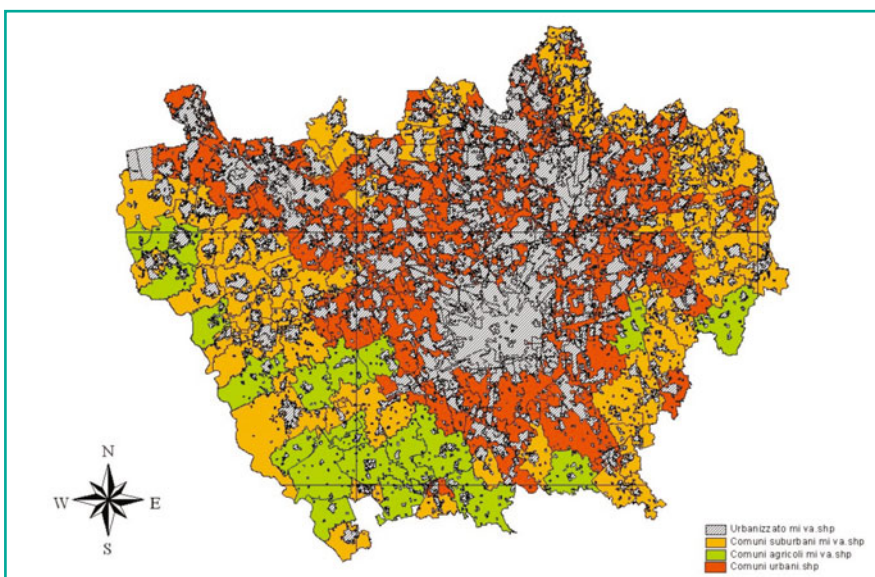 N
W E
S
Urbanizzato mi va.shp
Comuni suburbani mi va.shp
Comuni agricoli mi va.shp
Comuni urbani.shp